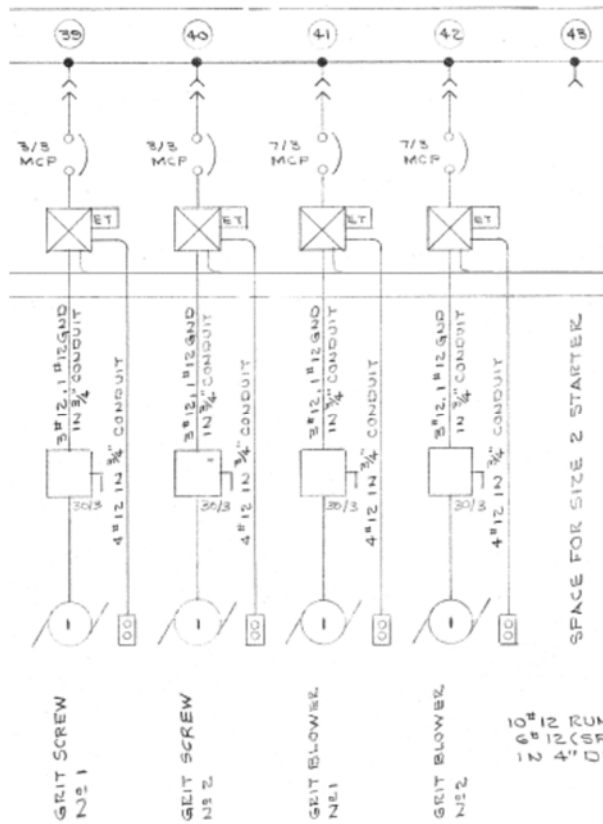 39
40
41
42
43
3/3
MCP
3/3
MCP
7/3
MCP
7/3
MCP
ET
ET
ET
ET
3#12, 1#12 GND
IN 3/4" CONDUIT
4#12 IN 3/4" CONDUIT
3#12, 1#12 GND
IN 3/4" CONDUIT
4#12 IN 3/4" CONDUIT
3#12, 1#12 GND
IN 3/4" CONDUIT
4#12 IN 3/4" CONDUIT
3#12, 1#12 GND
IN 3/4" CONDUIT
4#12 IN 3/4" CONDUIT
SPACE FOR SIZE 2 STARTER
30/3
30/3
30/3
30/3
1
1
1
1
GRIT SCREW
Nº 1
GRIT SCREW
Nº 2
GRIT BLOWER
Nº1
GRIT BLOWER
Nº2
10#12 RUN
6#12 (SP
IN 4" D